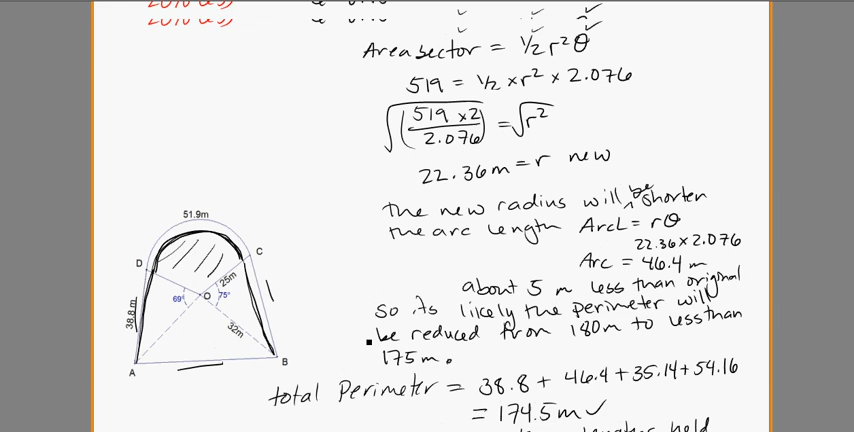 Area sector = ½ r²θ
519 = ½ × r² × 2.076
√(519 × 2 / 2.076) = √r²
22.36m = r new
the new radius will be shorten
the arc length ArcL = rθ
22.36 × 2.076
Arc = 46.4 m
about 5 m less than original
so its likely the perimeter will
be reduced from 180m to less than
175m.
total Perimeter = 38.8 + 46.4 + 35.14 + 54.16
= 174.5m ✓
held
51.9m
D
C
25m
69°
O
75°
38.8 m
32m
A
B